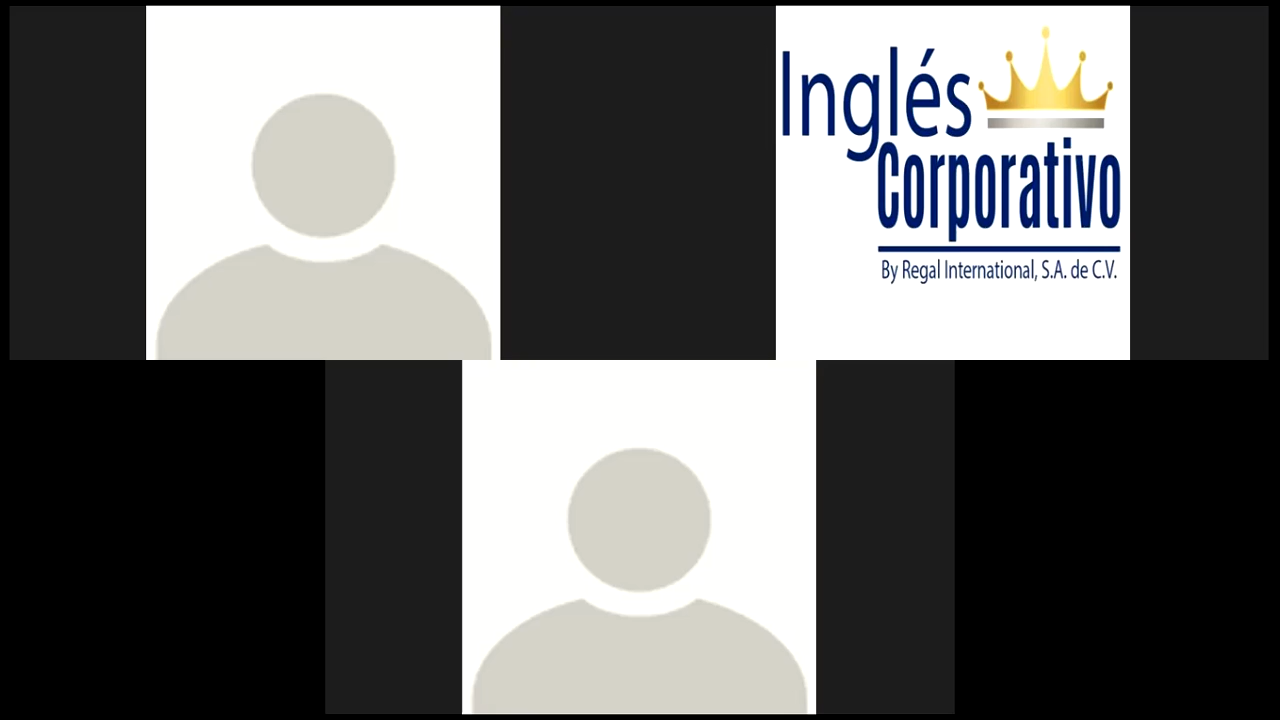 Inglés
Corporativo
By Regal International, S.A. de C.V.